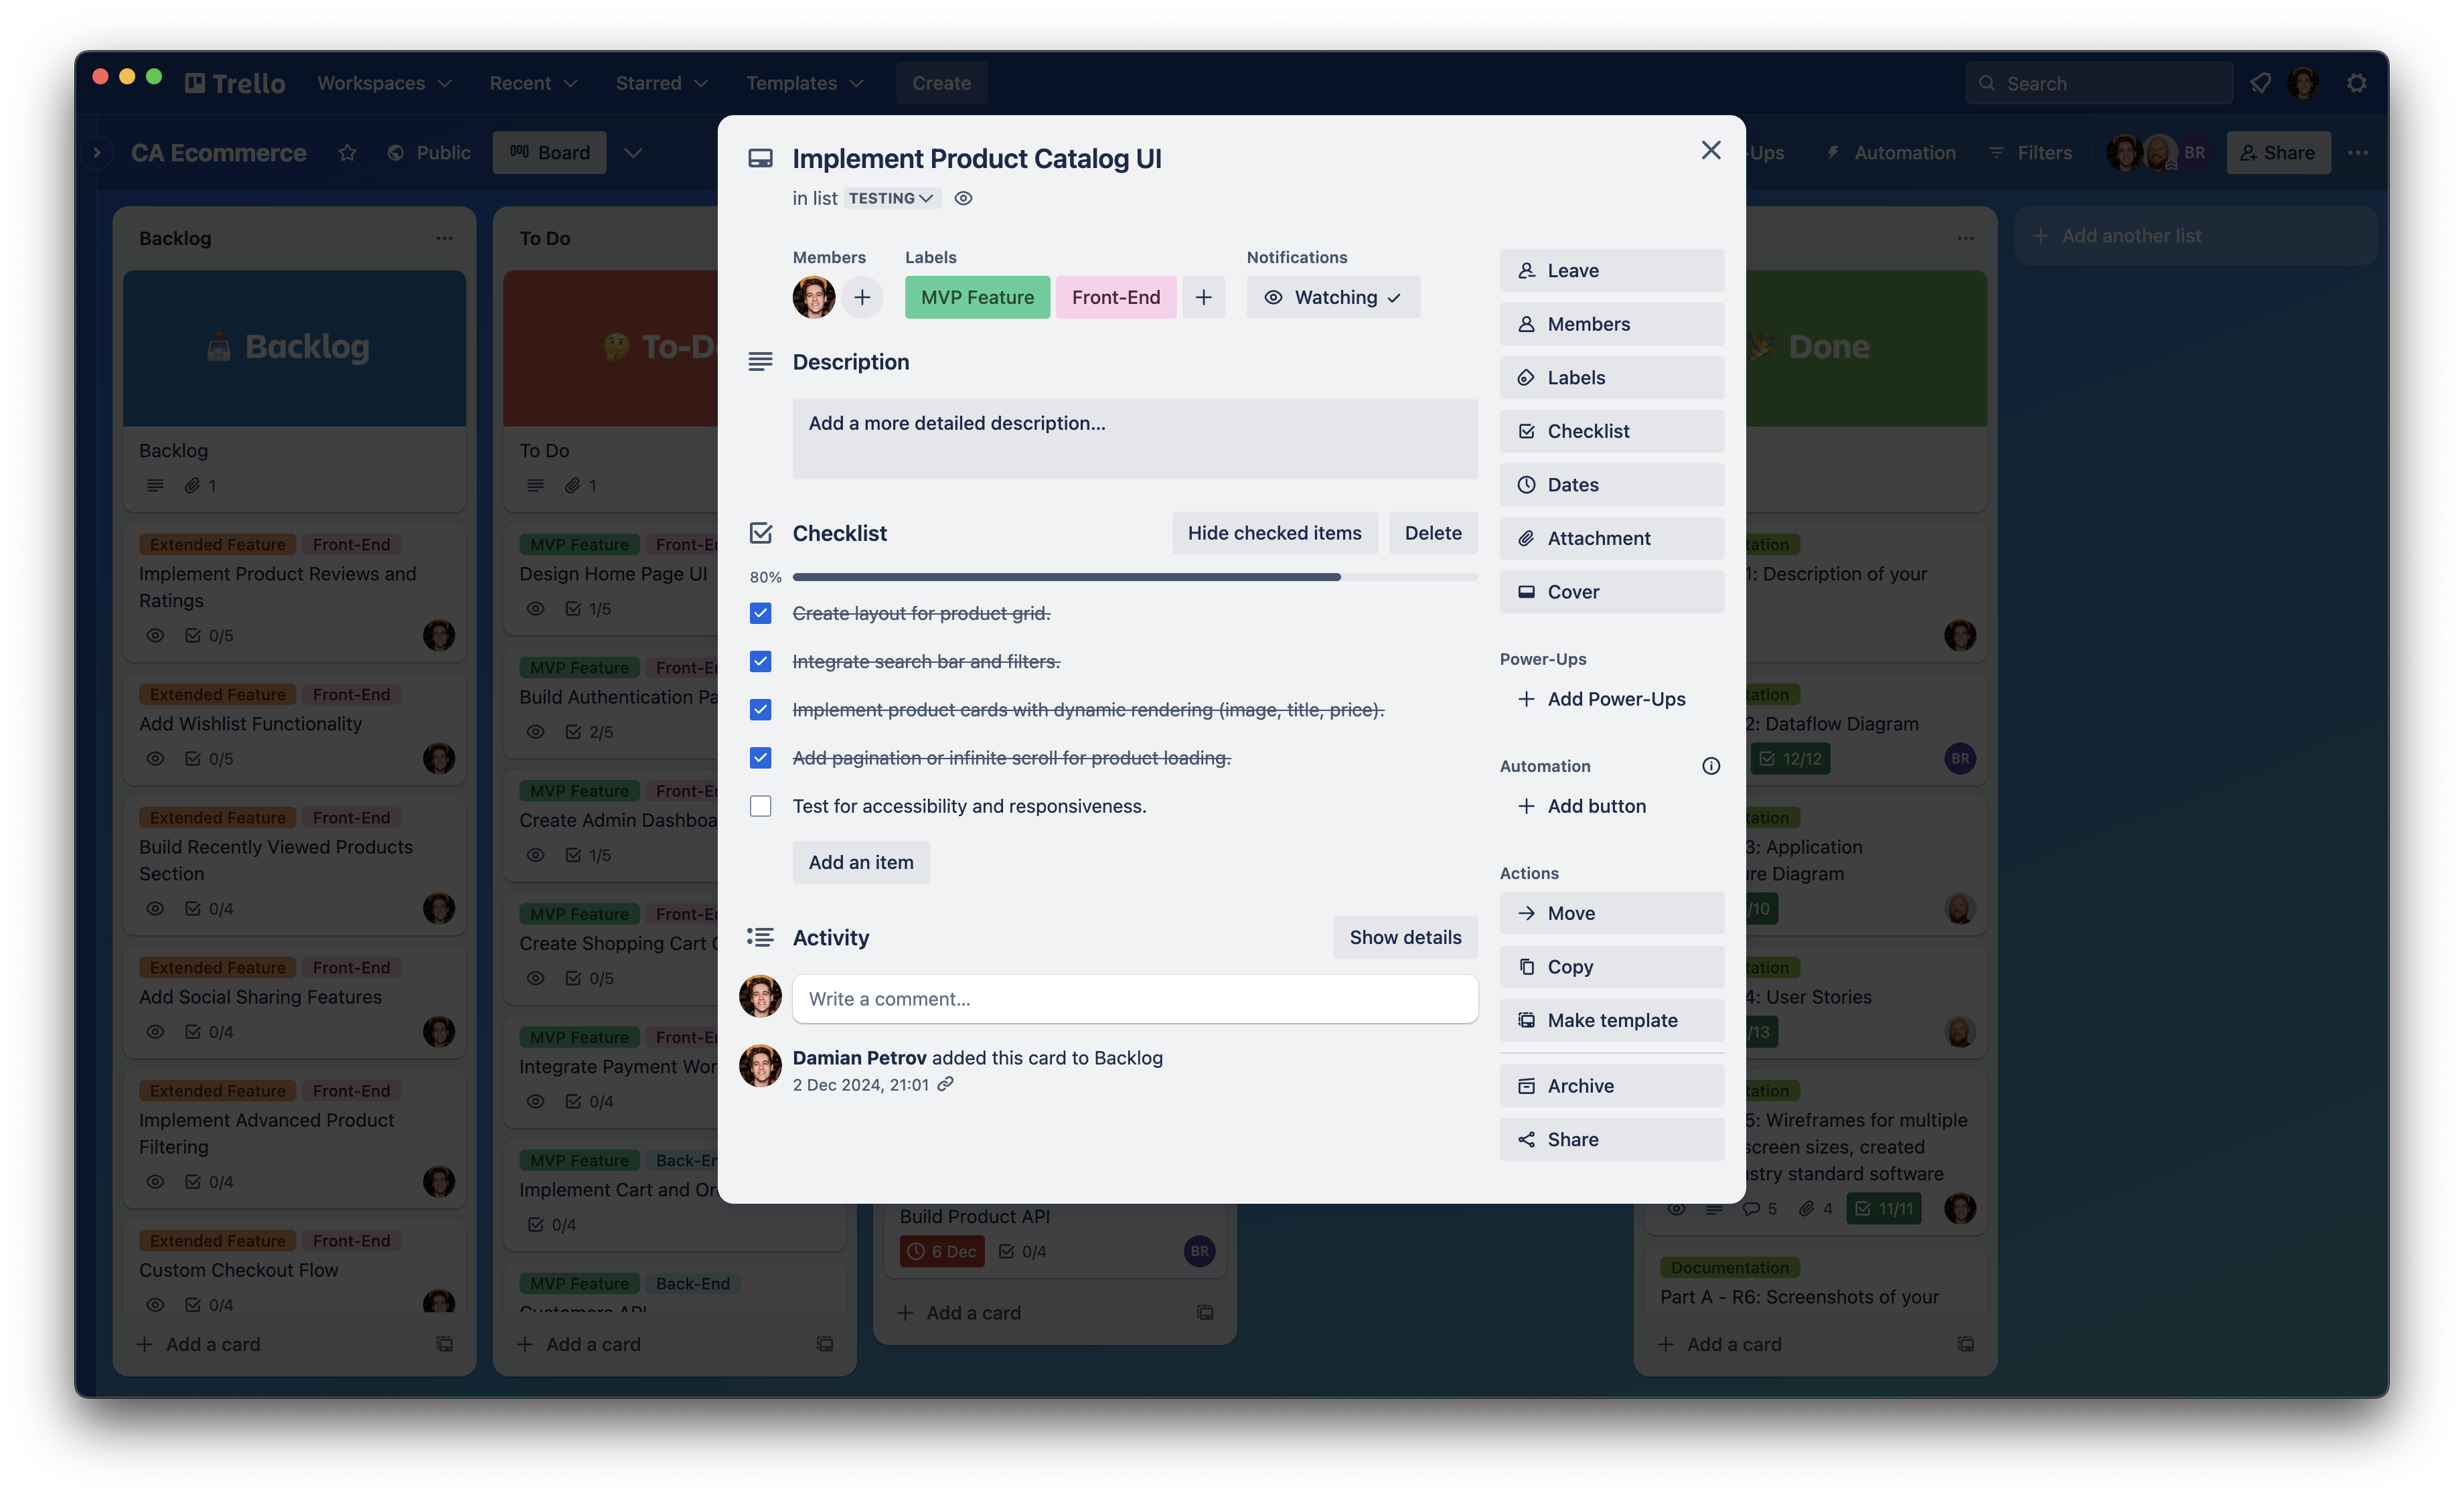 Trello
Workspaces
Recent
Starred
Templates
Create
Search
CA Ecommerce
Public
Board
-Ups
Automation
Filters
BR
Share
Backlog
Backlog
Backlog
1
Extended Feature Front-End
Implement Product Reviews and
Ratings
0/5
Extended Feature Front-End
Add Wishlist Functionality
0/5
Extended Feature Front-End
Build Recently Viewed Products
Section
0/4
Extended Feature Front-End
Add Social Sharing Features
0/4
Extended Feature Front-End
Implement Advanced Product
Filtering
0/4
Extended Feature Front-End
Custom Checkout Flow
0/4
Add a card
To Do
To-D
To Do
1
MVP Feature Front-E
Design Home Page UI
1/5
MVP Feature Front-E
Build Authentication Pa
2/5
MVP Feature Front-E
Create Admin Dashboa
1/5
MVP Feature Front-E
Create Shopping Cart
0/5
MVP Feature Front-E
Integrate Payment Wor
0/4
MVP Feature Back-E
Implement Cart and Or
0/4
MVP Feature Back-End
Customers API
Add a card
Implement Product Catalog UI
in list TESTING
Members
Labels
MVP Feature
Front-End
Notifications
Watching
Description
Add a more detailed description...
Checklist
Hide checked items
Delete
80%
Create layout for product grid.
Integrate search bar and filters.
Implement product cards with dynamic rendering (image, title, price).
Add pagination or infinite scroll for product loading.
Test for accessibility and responsiveness.
Add an item
Activity
Show details
Write a comment...
Damian Petrov added this card to Backlog
2 Dec 2024, 21:01
Leave
Members
Labels
Checklist
Dates
Attachment
Cover
Power-Ups
Add Power-Ups
Automation
Add button
Actions
Move
Copy
Make template
Archive
Share
Build Product API
6 Dec
0/4
BR
Add a card
Done
tation
1: Description of your
tation
2: Dataflow Diagram
12/12
BR
tation
3: Application
re Diagram
/10
tation
4: User Stories
/13
tation
5: Wireframes for multiple
screen sizes, created
stry standard software
5
4
11/11
Documentation
Part A - R6: Screenshots of your
Add a card
Add another list